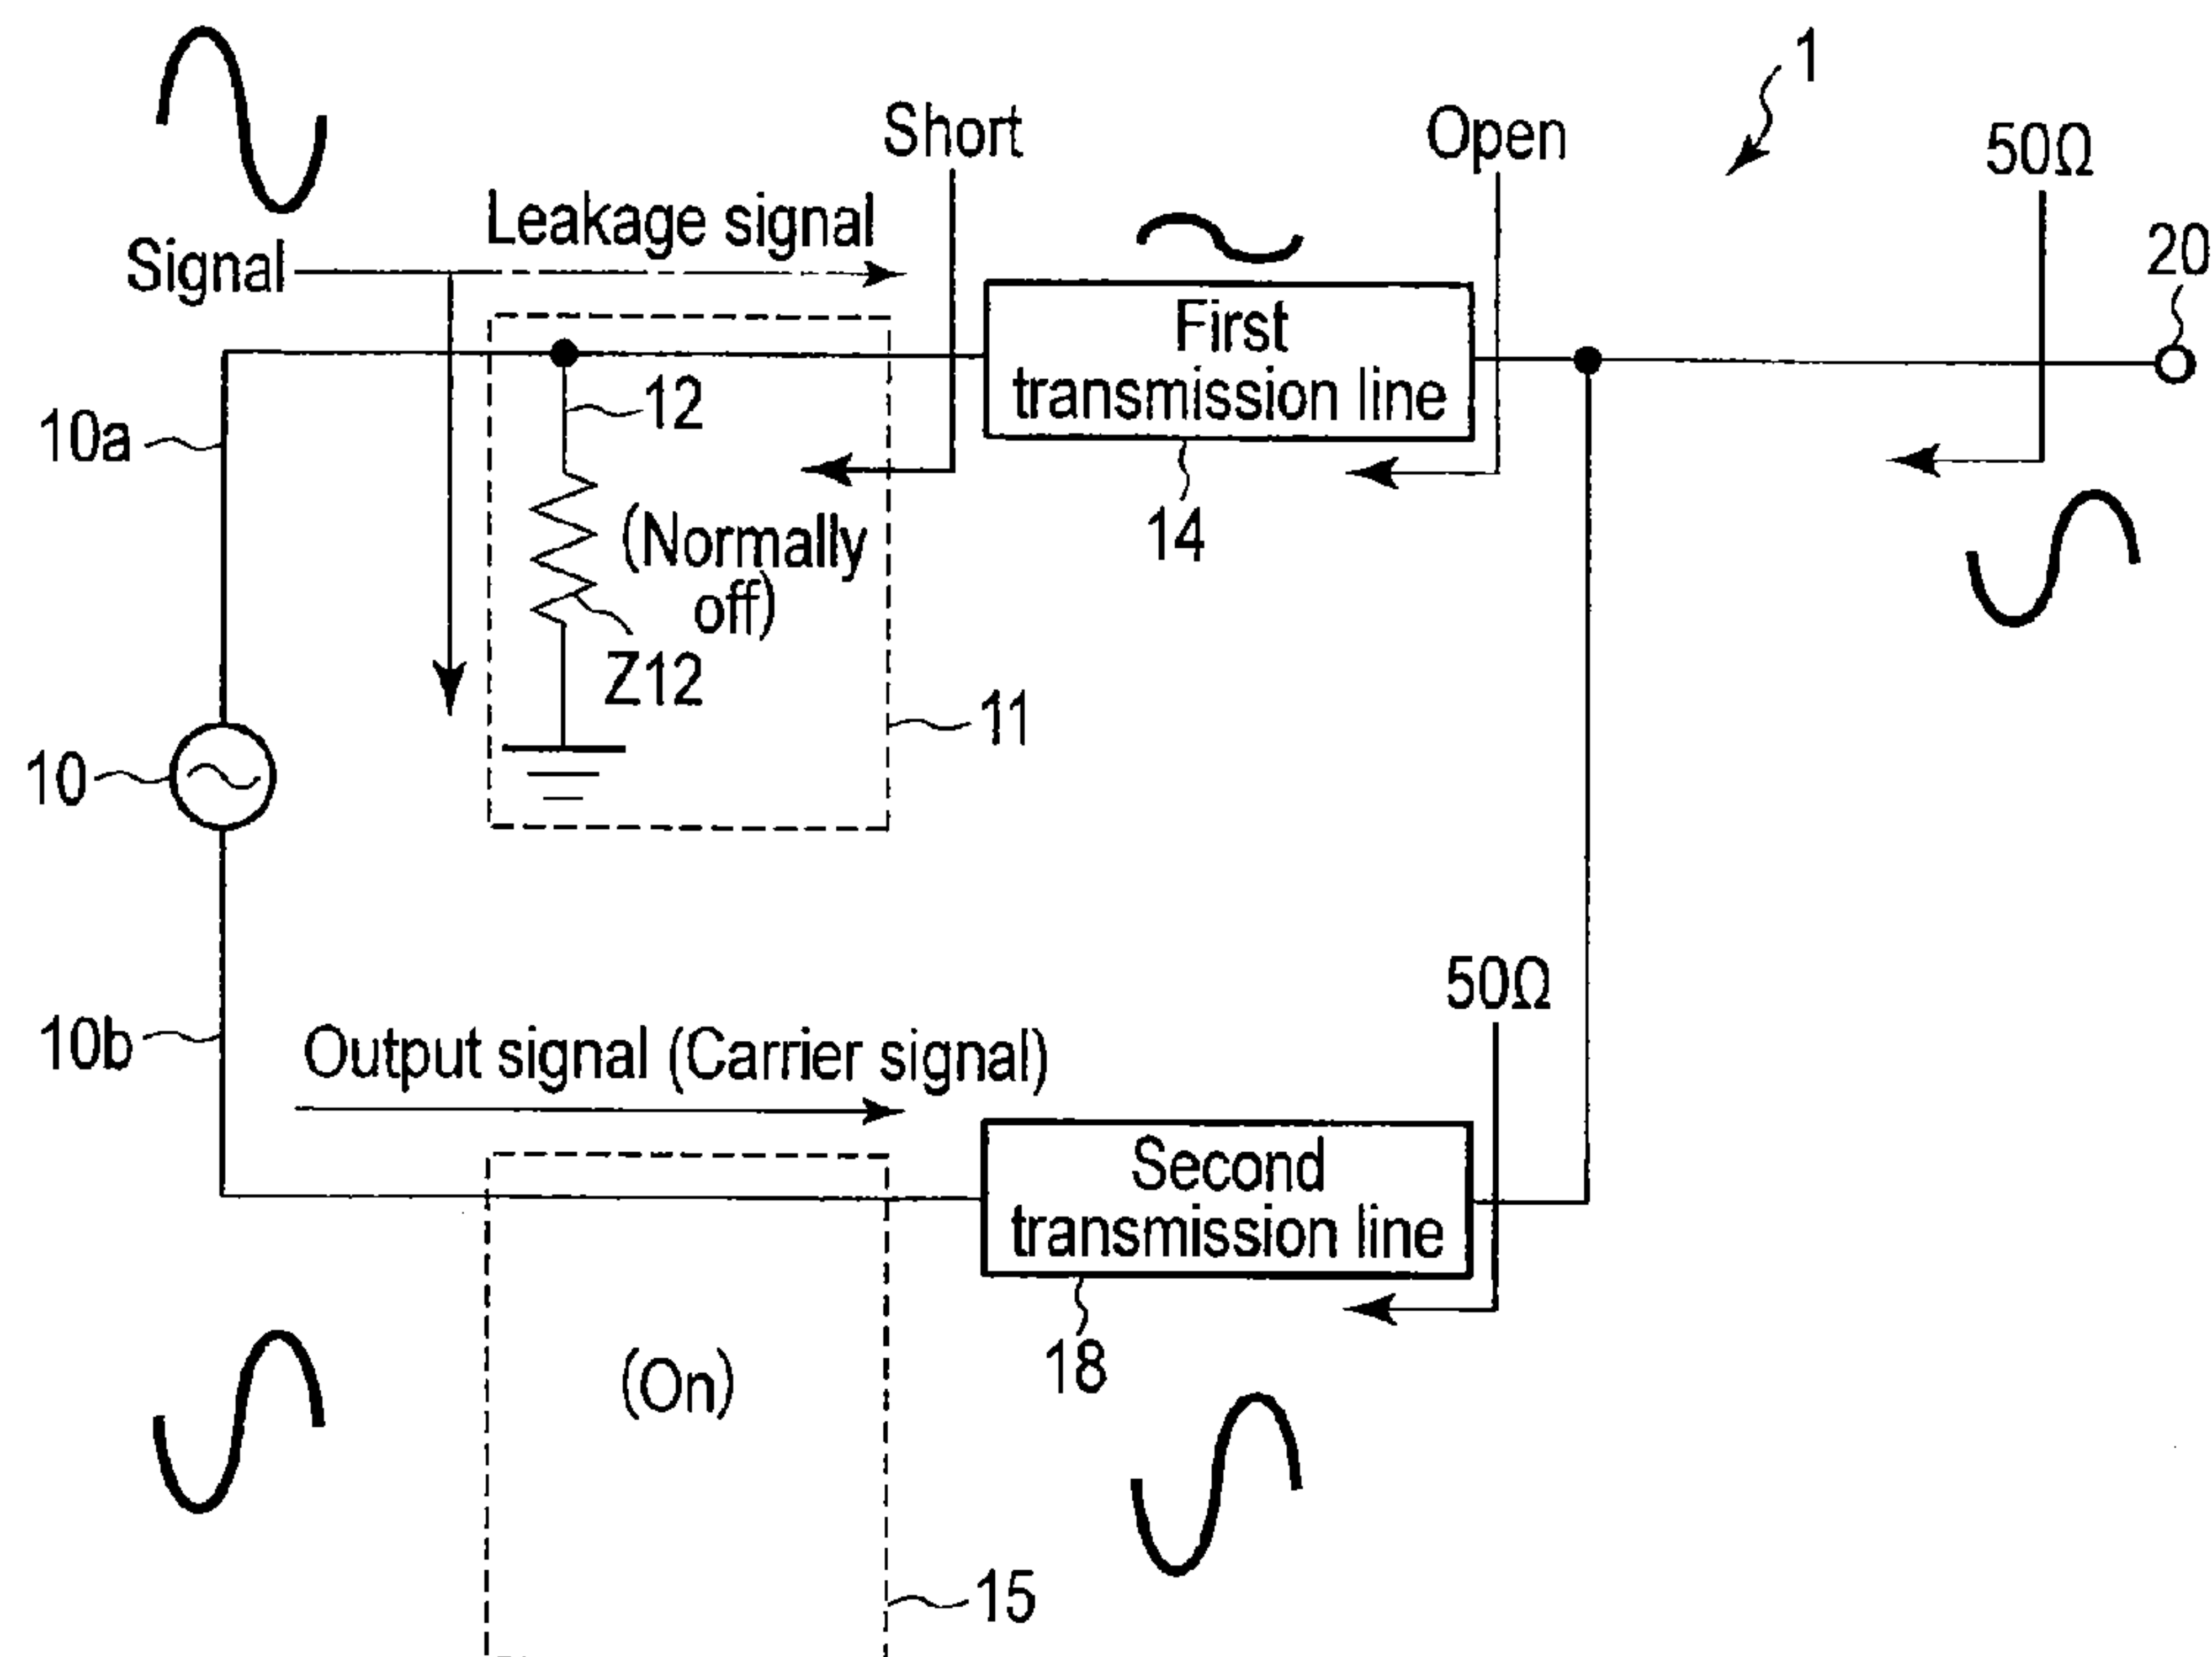 1
Short
Open
50Ω
Leakage signal
Signal
20
First
transmission line
12
10a
(Normally
off)
14
Z12
11
10
50Ω
10b
Output signal (Carrier signal)
Second
transmission line
18
(On)
15